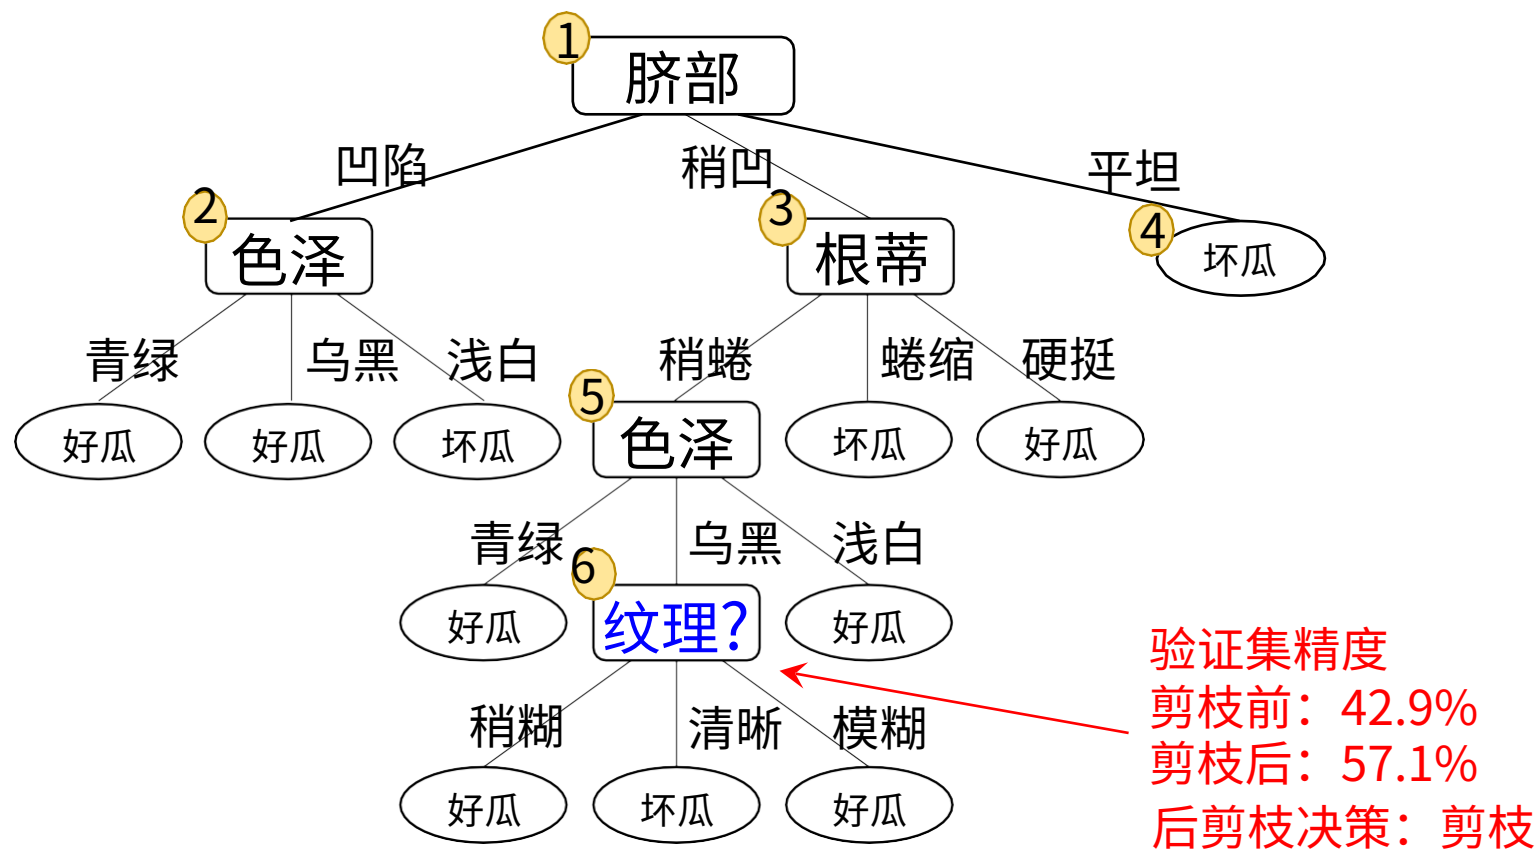 1
脐部
凹陷
稍凹
平坦
2
色泽
3
根蒂
4
坏瓜
青绿
乌黑
浅白
稍蜷
蜷缩
硬挺
好瓜
好瓜
坏瓜
5
色泽
坏瓜
好瓜
青绿
乌黑
浅白
好瓜
6
纹理?
好瓜
稍糊
清晰
模糊
好瓜
坏瓜
好瓜
验证集精度
剪枝前：42.9%
剪枝后：57.1%
后剪枝决策：剪枝